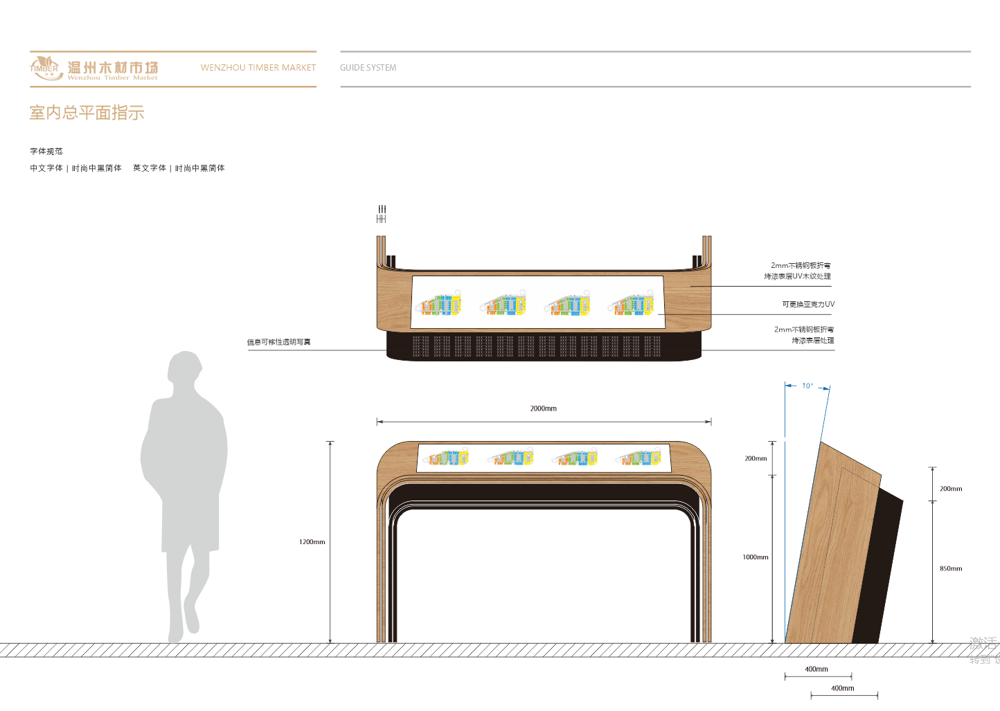 TIMBER
温州木材市场
Wenzhou Timber Market
WENZHOU TIMBER MARKET
GUIDE SYSTEM
室内总平面指示
字体规范
中文字体 | 时尚中黑简体 英文字体 | 时尚中黑简体
2mm不锈钢板折弯
烤漆表层UV木纹处理
可更换亚克力UV
2mm不锈钢板折弯
烤漆表层处理
信息可移性透明写真
10°
2000mm
200mm
200mm
1200mm
1000mm
850mm
激活
转到
400mm
400mm